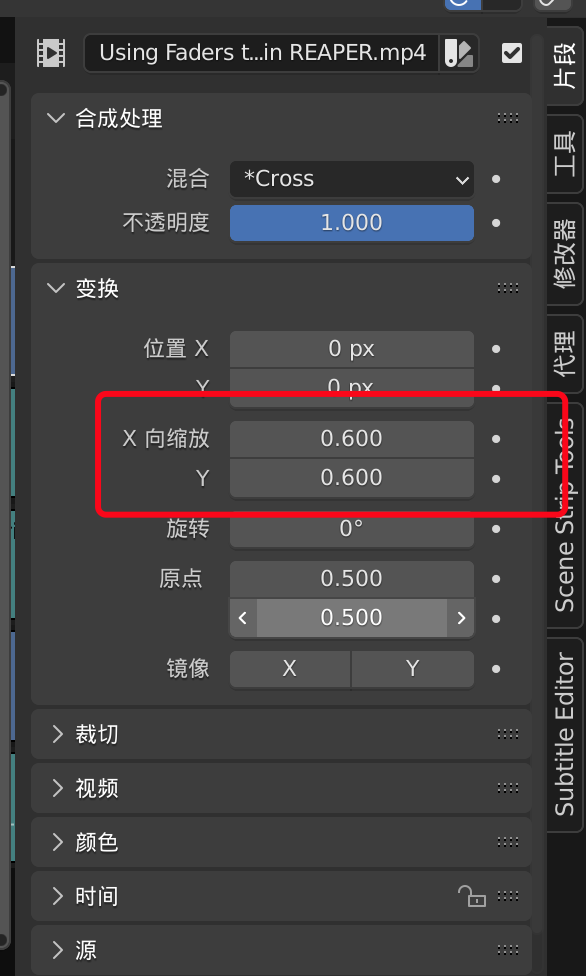 Using Faders t...in REAPER.mp4
合成处理
混合 *Cross
不透明度 1.000
变换
位置 X 0 px
Y 0 px
X 向缩放 0.600
Y 0.600
旋转 0°
原点 0.500
0.500
镜像 X Y
裁切
视频
颜色
时间
源
片段
工具
修改器
代理
Scene Strip Tools
Subtitle Editor